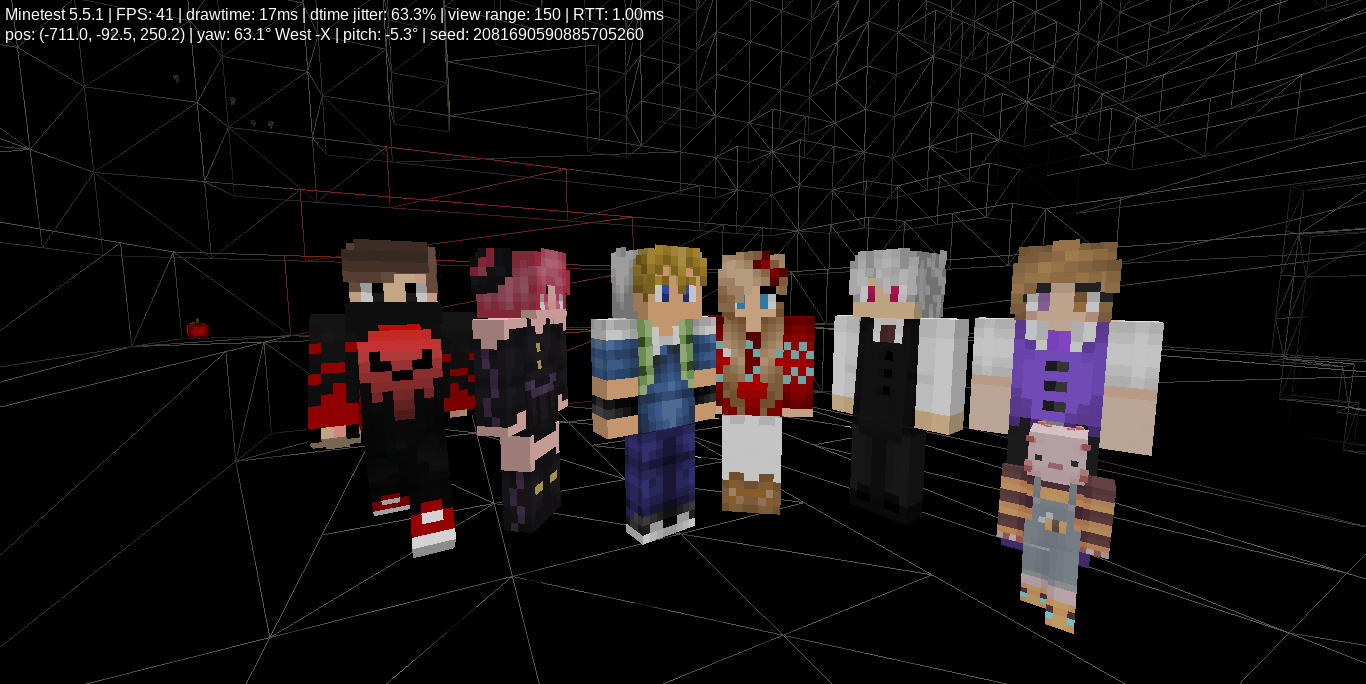 Minetest 5.5.1 | FPS: 41 | drawtime: 17ms | dtime jitter: 63.3% | view range: 150 | RTT: 1.00ms
pos: (-711.0, -92.5, 250.2) | yaw: 63.1° West -X | pitch: -5.3° | seed: 2081690590885705260